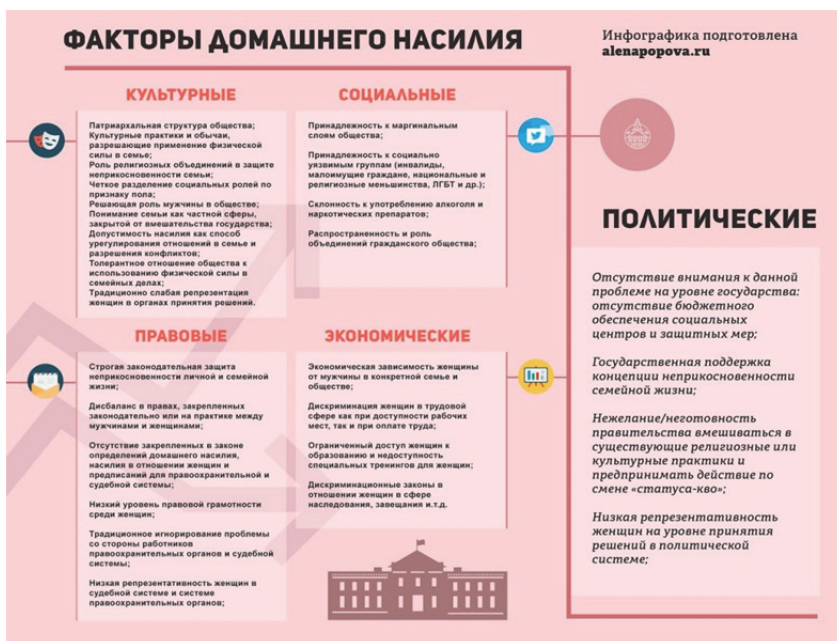 ФАКТОРЫ ДОМАШНЕГО НАСИЛИЯ
Инфографика подготовлена
alenapopova.ru
КУЛЬТУРНЫЕ
Патриархальная структура общества;
Культурные практики и обычаи,
разрешающие применение физической
силы в семье;
Роль религиозных объединений в защите
неприкосновенности семьи;
Четкое разделение социальных ролей по
признаку пола;
Решающая роль мужчины в обществе;
Понимание семьи как частной сферы,
закрытой от вмешательства государства;
Допустимость насилия как способ
урегулирования отношений в семье и
разрешения конфликтов;
Толерантное отношение общества к
использованию физической силы в
семейных делах;
Традиционно слабая репрезентация
женщин в органах принятия решений.
СОЦИАЛЬНЫЕ
Принадлежность к маргинальным
слоям общества;
Принадлежность к социально
уязвимым группам (инвалиды,
малоимущие граждане, национальные и
религиозные меньшинства, ЛГБТ и др.);
Склонность к употреблению алкоголя и
наркотических препаратов;
Распространенность и роль
объединений гражданского общества;
ПРАВОВЫЕ
Строгая законодательная защита
неприкосновенности личной и семейной
жизни;
Дисбаланс в правах, закрепленных
законодательно или на практике между
мужчинами и женщинами;
Отсутствие закрепленных в законе
определений домашнего насилия,
насилия в отношении женщин и
предписаний для правоохранительной и
судебной системы;
Низкий уровень правовой грамотности
среди женщин;
Традиционное игнорирование проблемы
со стороны работников
правоохранительных органов и судебной
системы;
Низкая репрезентативность женщин в
судебной системе и системе
правоохранительных органов;
ЭКОНОМИЧЕСКИЕ
Экономическая зависимость женщины
от мужчины в конкретной семье и
обществе;
Дискриминация женщин в трудовой
сфере как при доступности рабочих
мест, так и при оплате труда;
Ограниченный доступ женщин к
образованию и недоступность
специальных тренингов для женщин;
Дискриминационные законы в
отношении женщин в сфере
наследования, завещания и.т.д.
ПОЛИТИЧЕСКИЕ
Отсутствие внимания к данной
проблеме на уровне государства:
отсутствие бюджетного
обеспечения социальных
центров и защитных мер;
Государственная поддержка
концепции неприкосновенности
семейной жизни;
Нежелание/неготовность
правительства вмешиваться в
существующие религиозные или
культурные практики и
предпринимать действие по
смене «статуса-кво»;
Низкая репрезентативность
женщин на уровне принятия
решений в политической
системе;